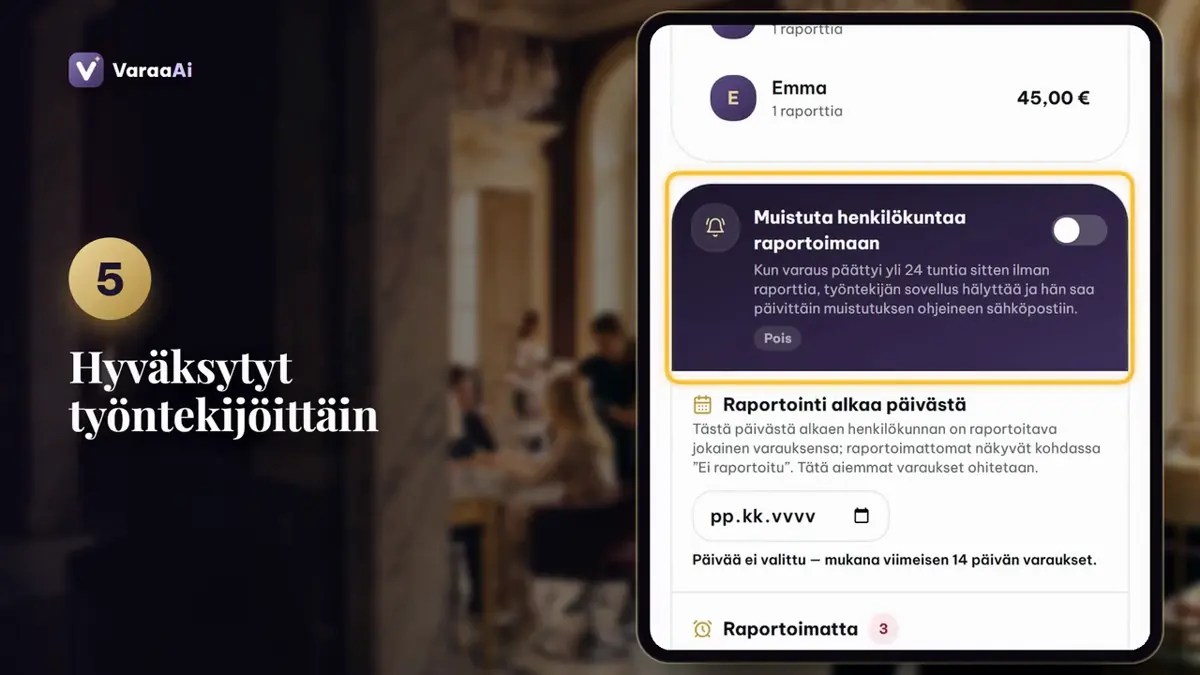 VaraaAi
5
Hyväksytyt
työntekijöittäin
1 raporttia
E
Emma
1 raporttia
45,00 €
Muistuta henkilökuntaa
raportoimaan
Kun varaus päättyi yli 24 tuntia sitten ilman
raporttia, työntekijän sovellus hälyttää ja hän saa
päivittäin muistutuksen ohjeineen sähköpostiin.
Pois
Raportointi alkaa päivästä
Tästä päivästä alkaen henkilökunnan on raportoitava
jokainen varauksensa; raportoimattomat näkyvät kohdassa
”Ei raportoitu”. Tätä aiemmat varaukset ohitetaan.
pp.kk.vvvv
Päivää ei valittu – mukana viimeisen 14 päivän varaukset.
Raportoimatta 3